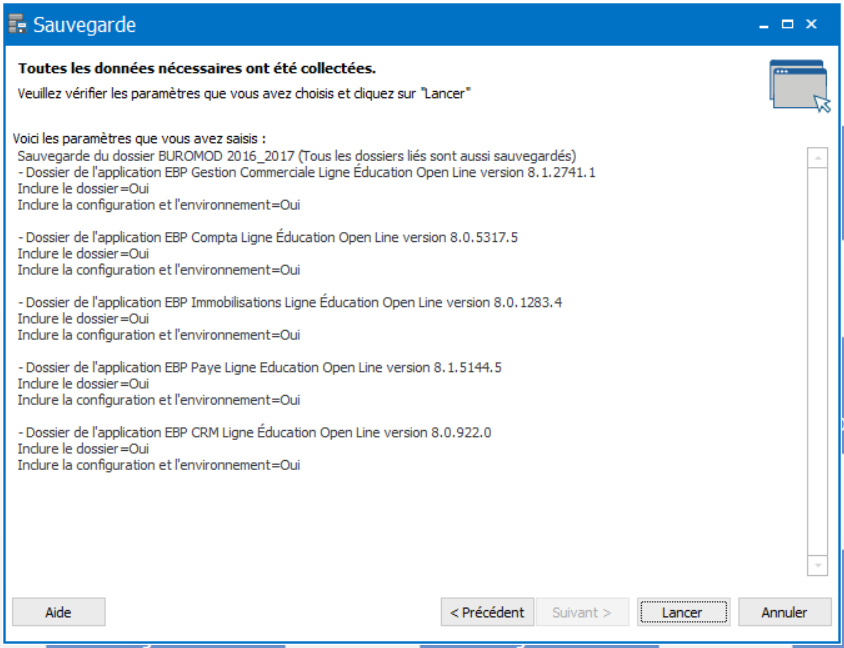 Sauvegarde
Toutes les données nécessaires ont été collectées.
Veuillez vérifier les paramètres que vous avez choisis et cliquez sur "Lancer"
Voici les paramètres que vous avez saisis :
Sauvegarde du dossier BUROMOD 2016_2017 (Tous les dossiers liés sont aussi sauvegardés)
- Dossier de l'application EBP Gestion Commerciale Ligne Éducation Open Line version 8.1.2741.1
Inclure le dossier=Oui
Inclure la configuration et l'environnement=Oui
- Dossier de l'application EBP Compta Ligne Éducation Open Line version 8.0.5317.5
Inclure le dossier=Oui
Inclure la configuration et l'environnement=Oui
- Dossier de l'application EBP Immobilisations Ligne Éducation Open Line version 8.0.1283.4
Inclure le dossier=Oui
Inclure la configuration et l'environnement=Oui
- Dossier de l'application EBP Paye Ligne Education Open Line version 8.1.5144.5
Inclure le dossier=Oui
Inclure la configuration et l'environnement=Oui
- Dossier de l'application EBP CRM Ligne Éducation Open Line version 8.0.922.0
Inclure le dossier=Oui
Inclure la configuration et l'environnement=Oui
Aide < Précédent Suivant > Lancer Annuler